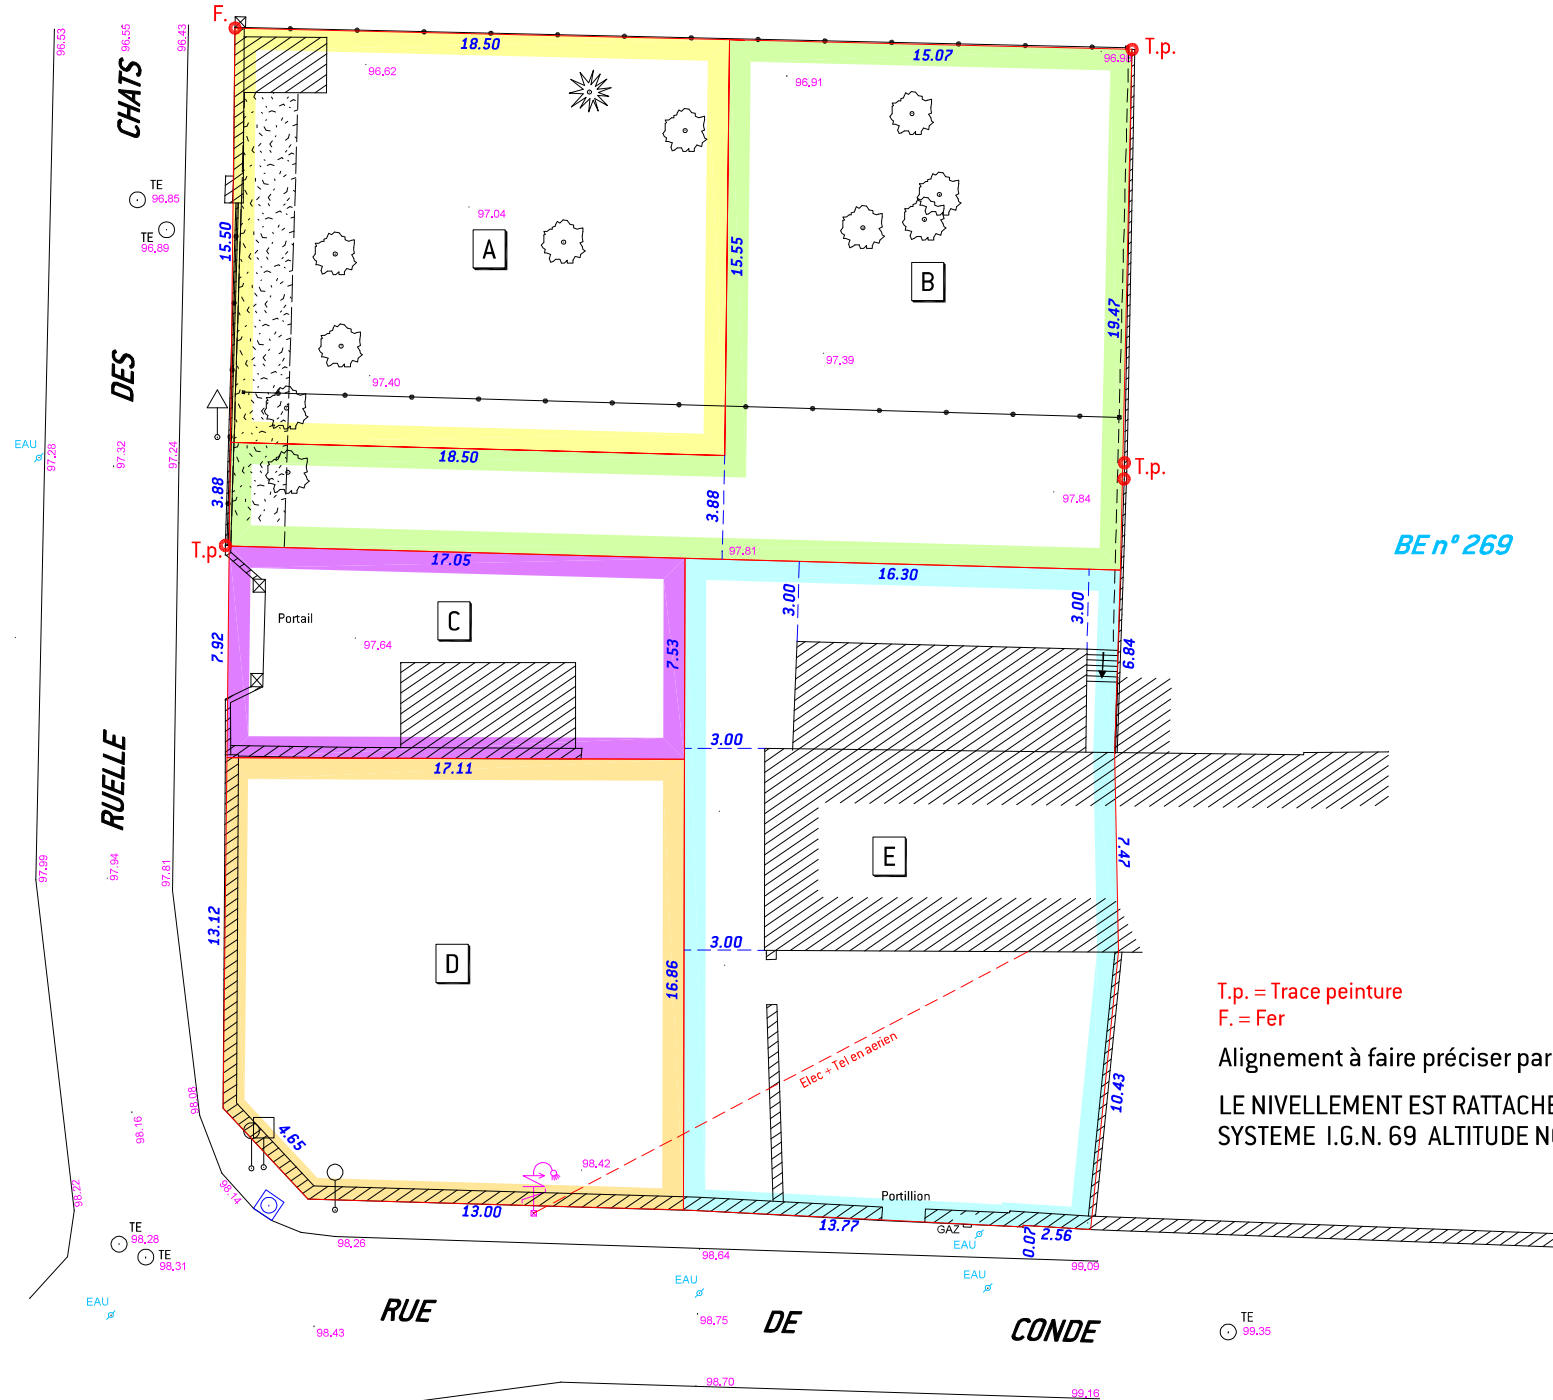 F.
T.p.
96.53
96.55
96.43
18.50
15.07
96.62
96.91
CHATS
TE
96.85
TE
96.89
97.04
15.50
A
15.55
B
19.47
97.39
DES
97.40
EAU
97.28
97.32
97.24
18.50
T.p.
3.88
3.88
97.84
T.p.
17.05
97.81
16.30
BE n° 269
3.00
3.00
Portail
C
97.64
7.92
7.53
6.84
3.00
17.11
RUELLE
E
7.47
97.99
97.94
97.81
13.12
3.00
D
16.86
T.p. = Trace peinture
F. = Fer
Elec + Tel en aerien
Alignement à faire préciser par
10.43
LE NIVELLEMENT EST RATTACHE
98.08
98.16
4.65
SYSTEME I.G.N. 69 ALTITUDE N
98.42
98.22
98.14
Portillion
13.00
13.77
GAZ
EAU
0.07
2.56
TE
98.28
TE
98.31
98.26
98.64
99.09
EAU
EAU
EAU
RUE
DE
CONDE
98.43
98.75
TE
99.35
98.70
99.16